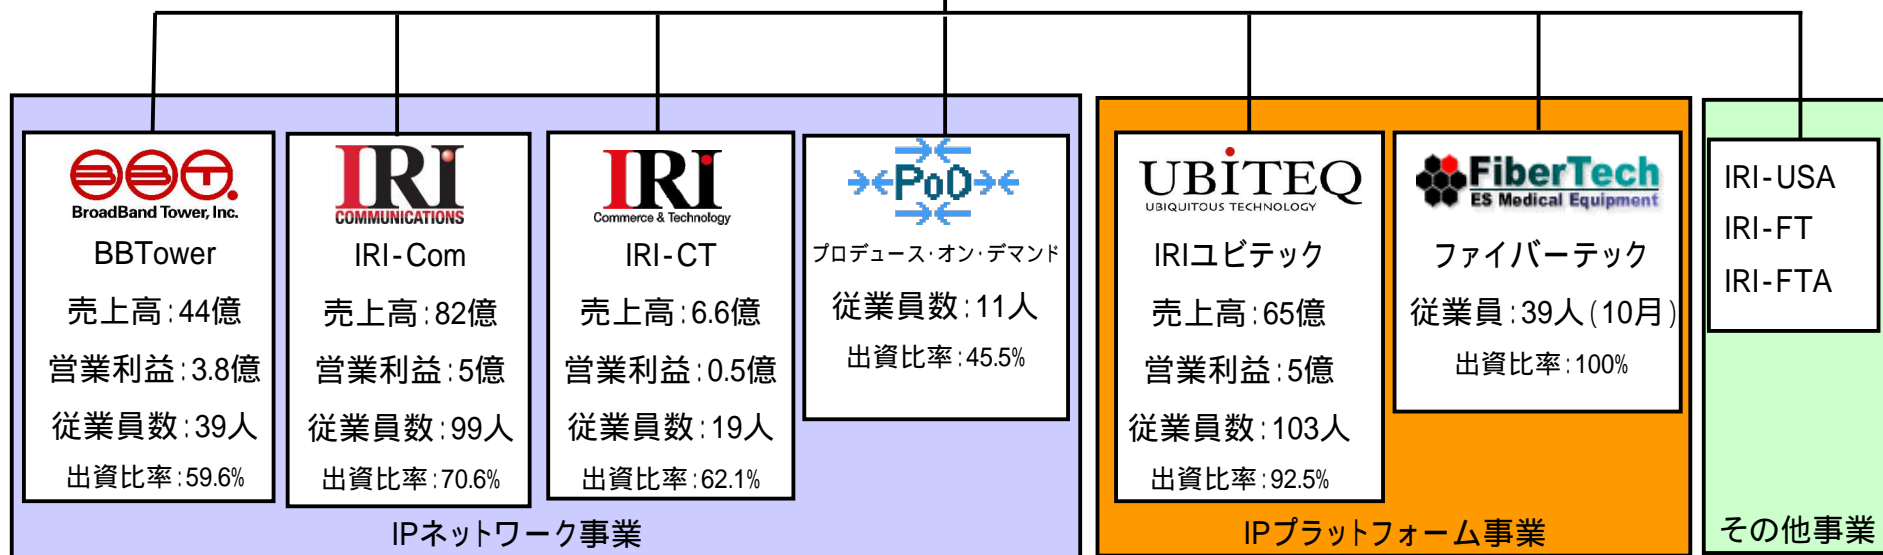 BBT.
BroadBand Tower, Inc.
BBTower
売上高:44億
営業利益:3.8億
従業員数:39人
出資比率:59.6%
IRI
COMMUNICATIONS
IRI-Com
売上高:82億
営業利益:5億
従業員数:99人
出資比率:70.6%
IRI
Commerce & Technology
IRI-CT
売上高:6.6億
営業利益:0.5億
従業員数:19人
出資比率:62.1%
PoD
プロデュース・オン・デマンド
従業員数:11人
出資比率:45.5%
IPネットワーク事業
UBiTEQ
UBIQUITOUS TECHNOLOGY
IRIユビテック
売上高:65億
営業利益:5億
従業員数:103人
出資比率:92.5%
FiberTech
ES Medical Equipment
ファイバーテック
従業員:39人(10月)
出資比率:100%
IPプラットフォーム事業
IRI-USA
IRI-FT
IRI-FTA
その他事業